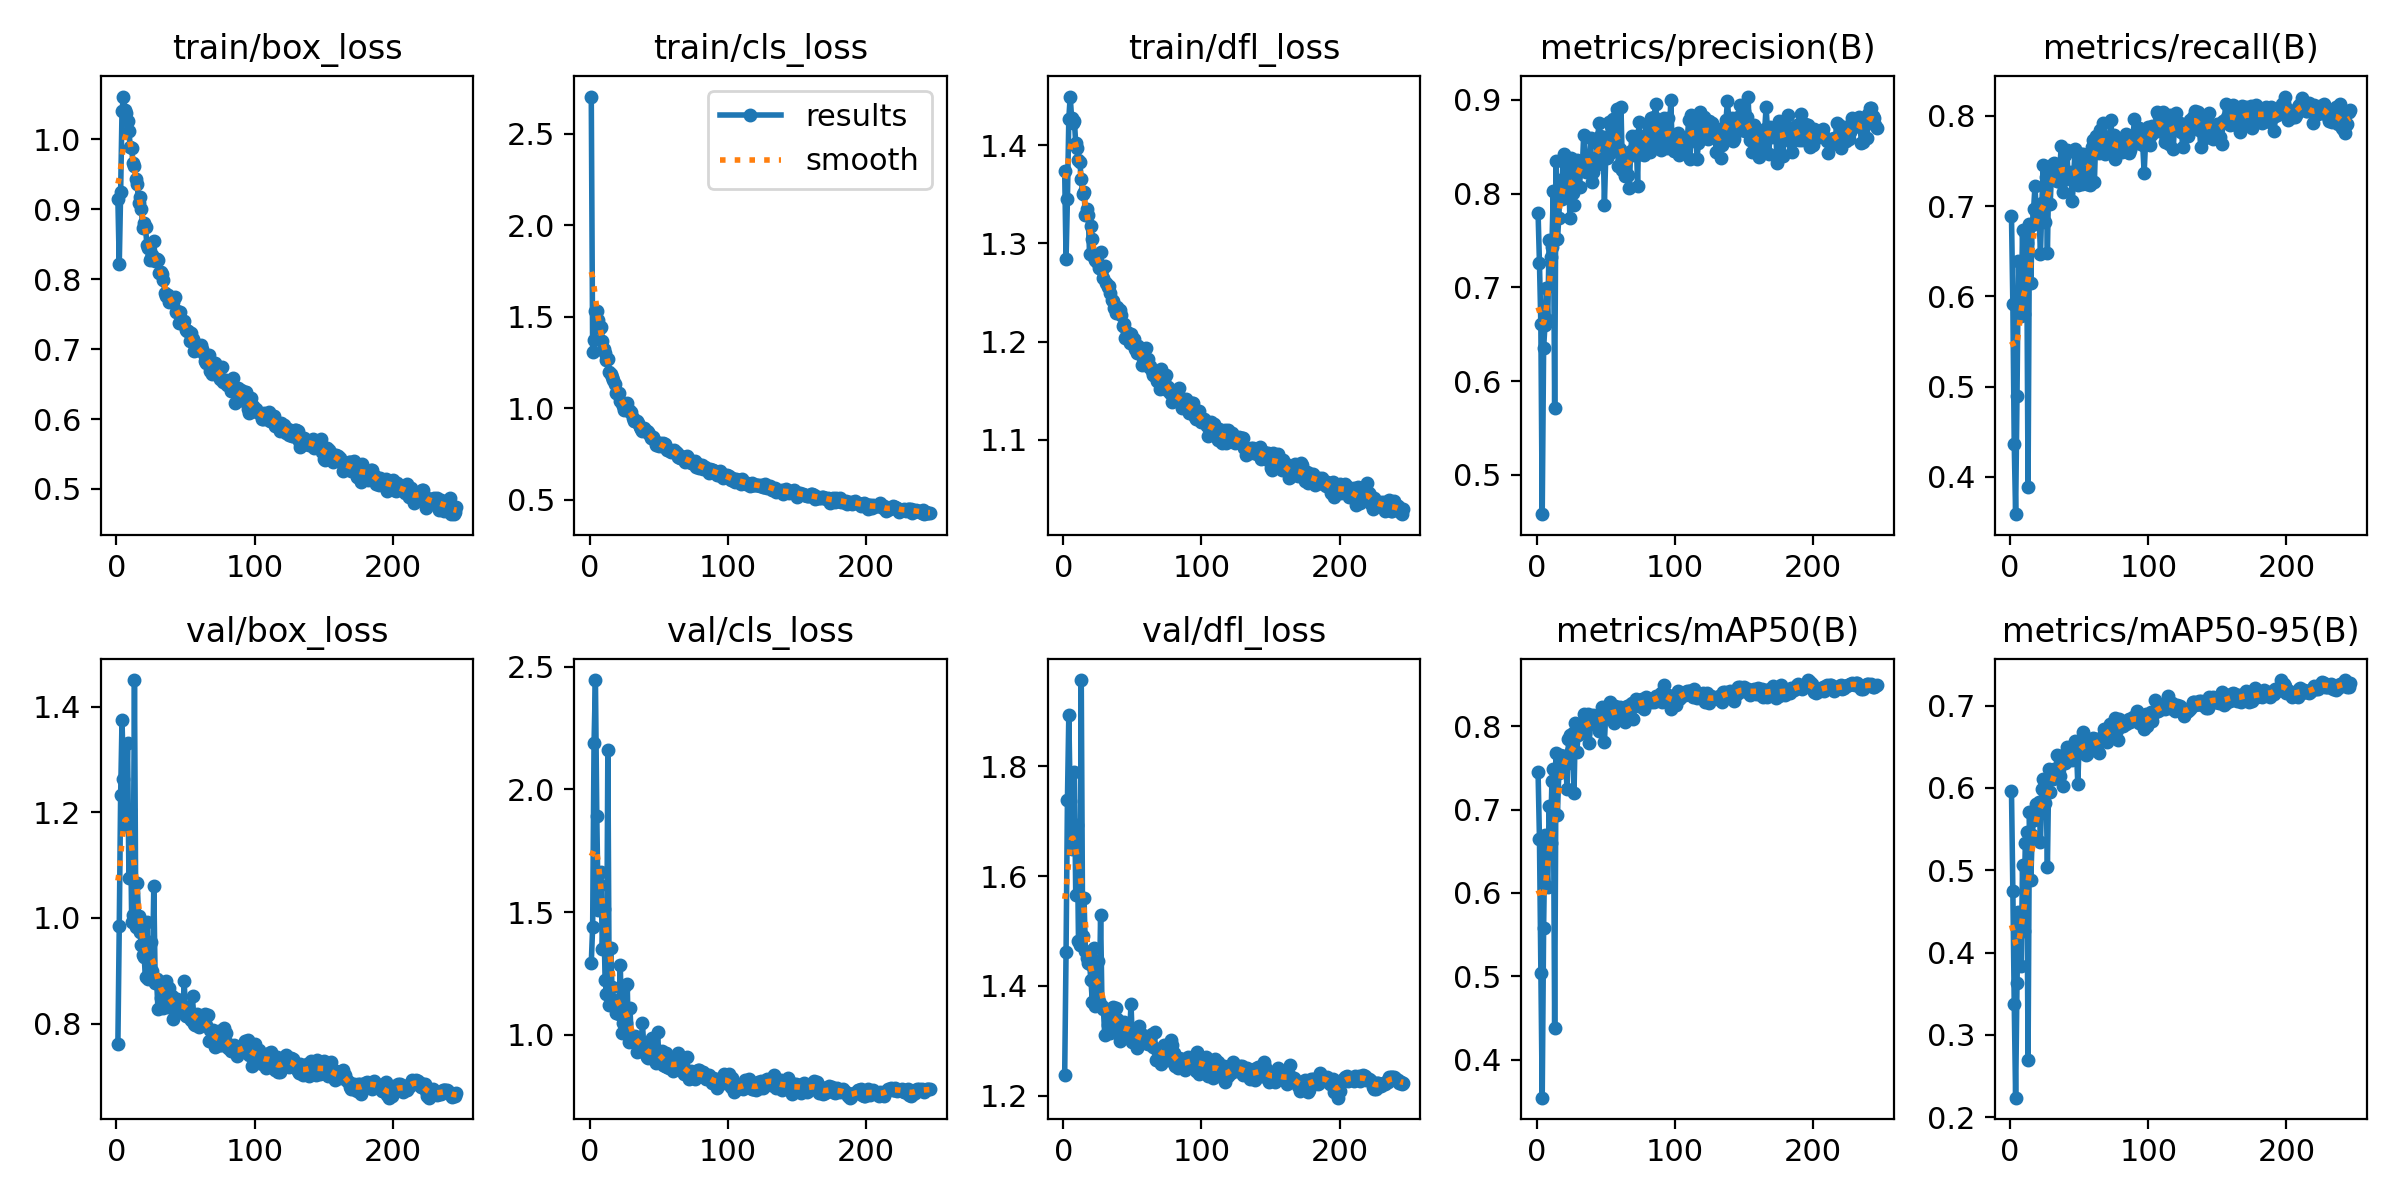 train/box_loss
1.0
0.9
0.8
0.7
0.6
0.5
0 100 200
train/cls_loss
results
smooth
2.5
2.0
1.5
1.0
0.5
0 100 200
train/dfl_loss
1.4
1.3
1.2
1.1
0 100 200
metrics/precision(B)
0.9
0.8
0.7
0.6
0.5
0 100 200
metrics/recall(B)
0.8
0.7
0.6
0.5
0.4
0 100 200
val/box_loss
1.4
1.2
1.0
0.8
0 100 200
val/cls_loss
2.5
2.0
1.5
1.0
0 100 200
val/dfl_loss
1.8
1.6
1.4
1.2
0 100 200
metrics/mAP50(B)
0.8
0.7
0.6
0.5
0.4
0 100 200
metrics/mAP50-95(B)
0.7
0.6
0.5
0.4
0.3
0.2
0 100 200